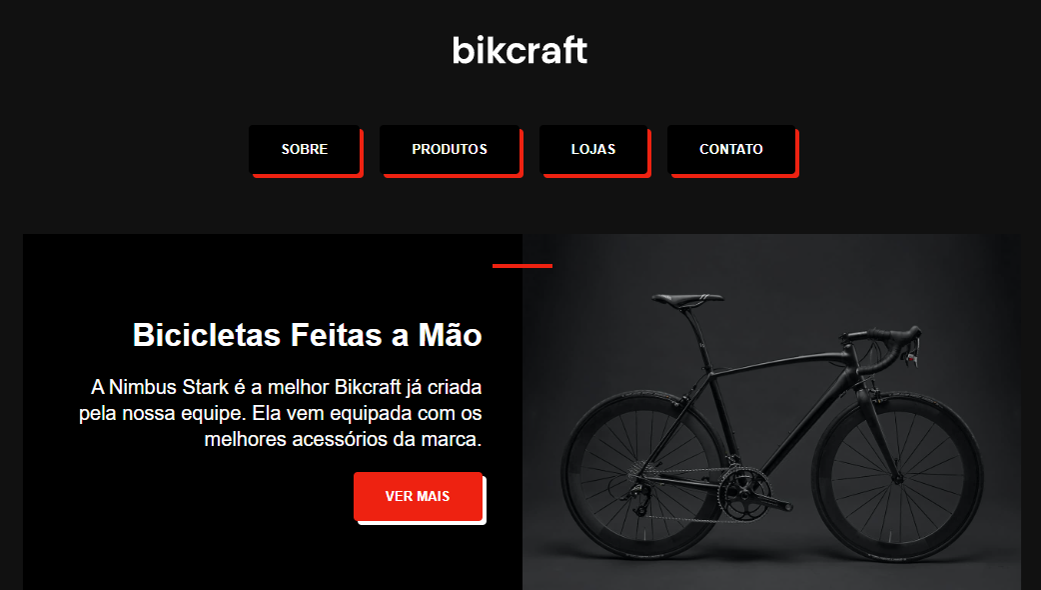 bikcraft
SOBRE
PRODUTOS
LOJAS
CONTATO
Bicicletas Feitas a Mão
A Nimbus Stark é a melhor Bikcraft já criada
pela nossa equipe. Ela vem equipada com os
melhores acessórios da marca.
VER MAIS